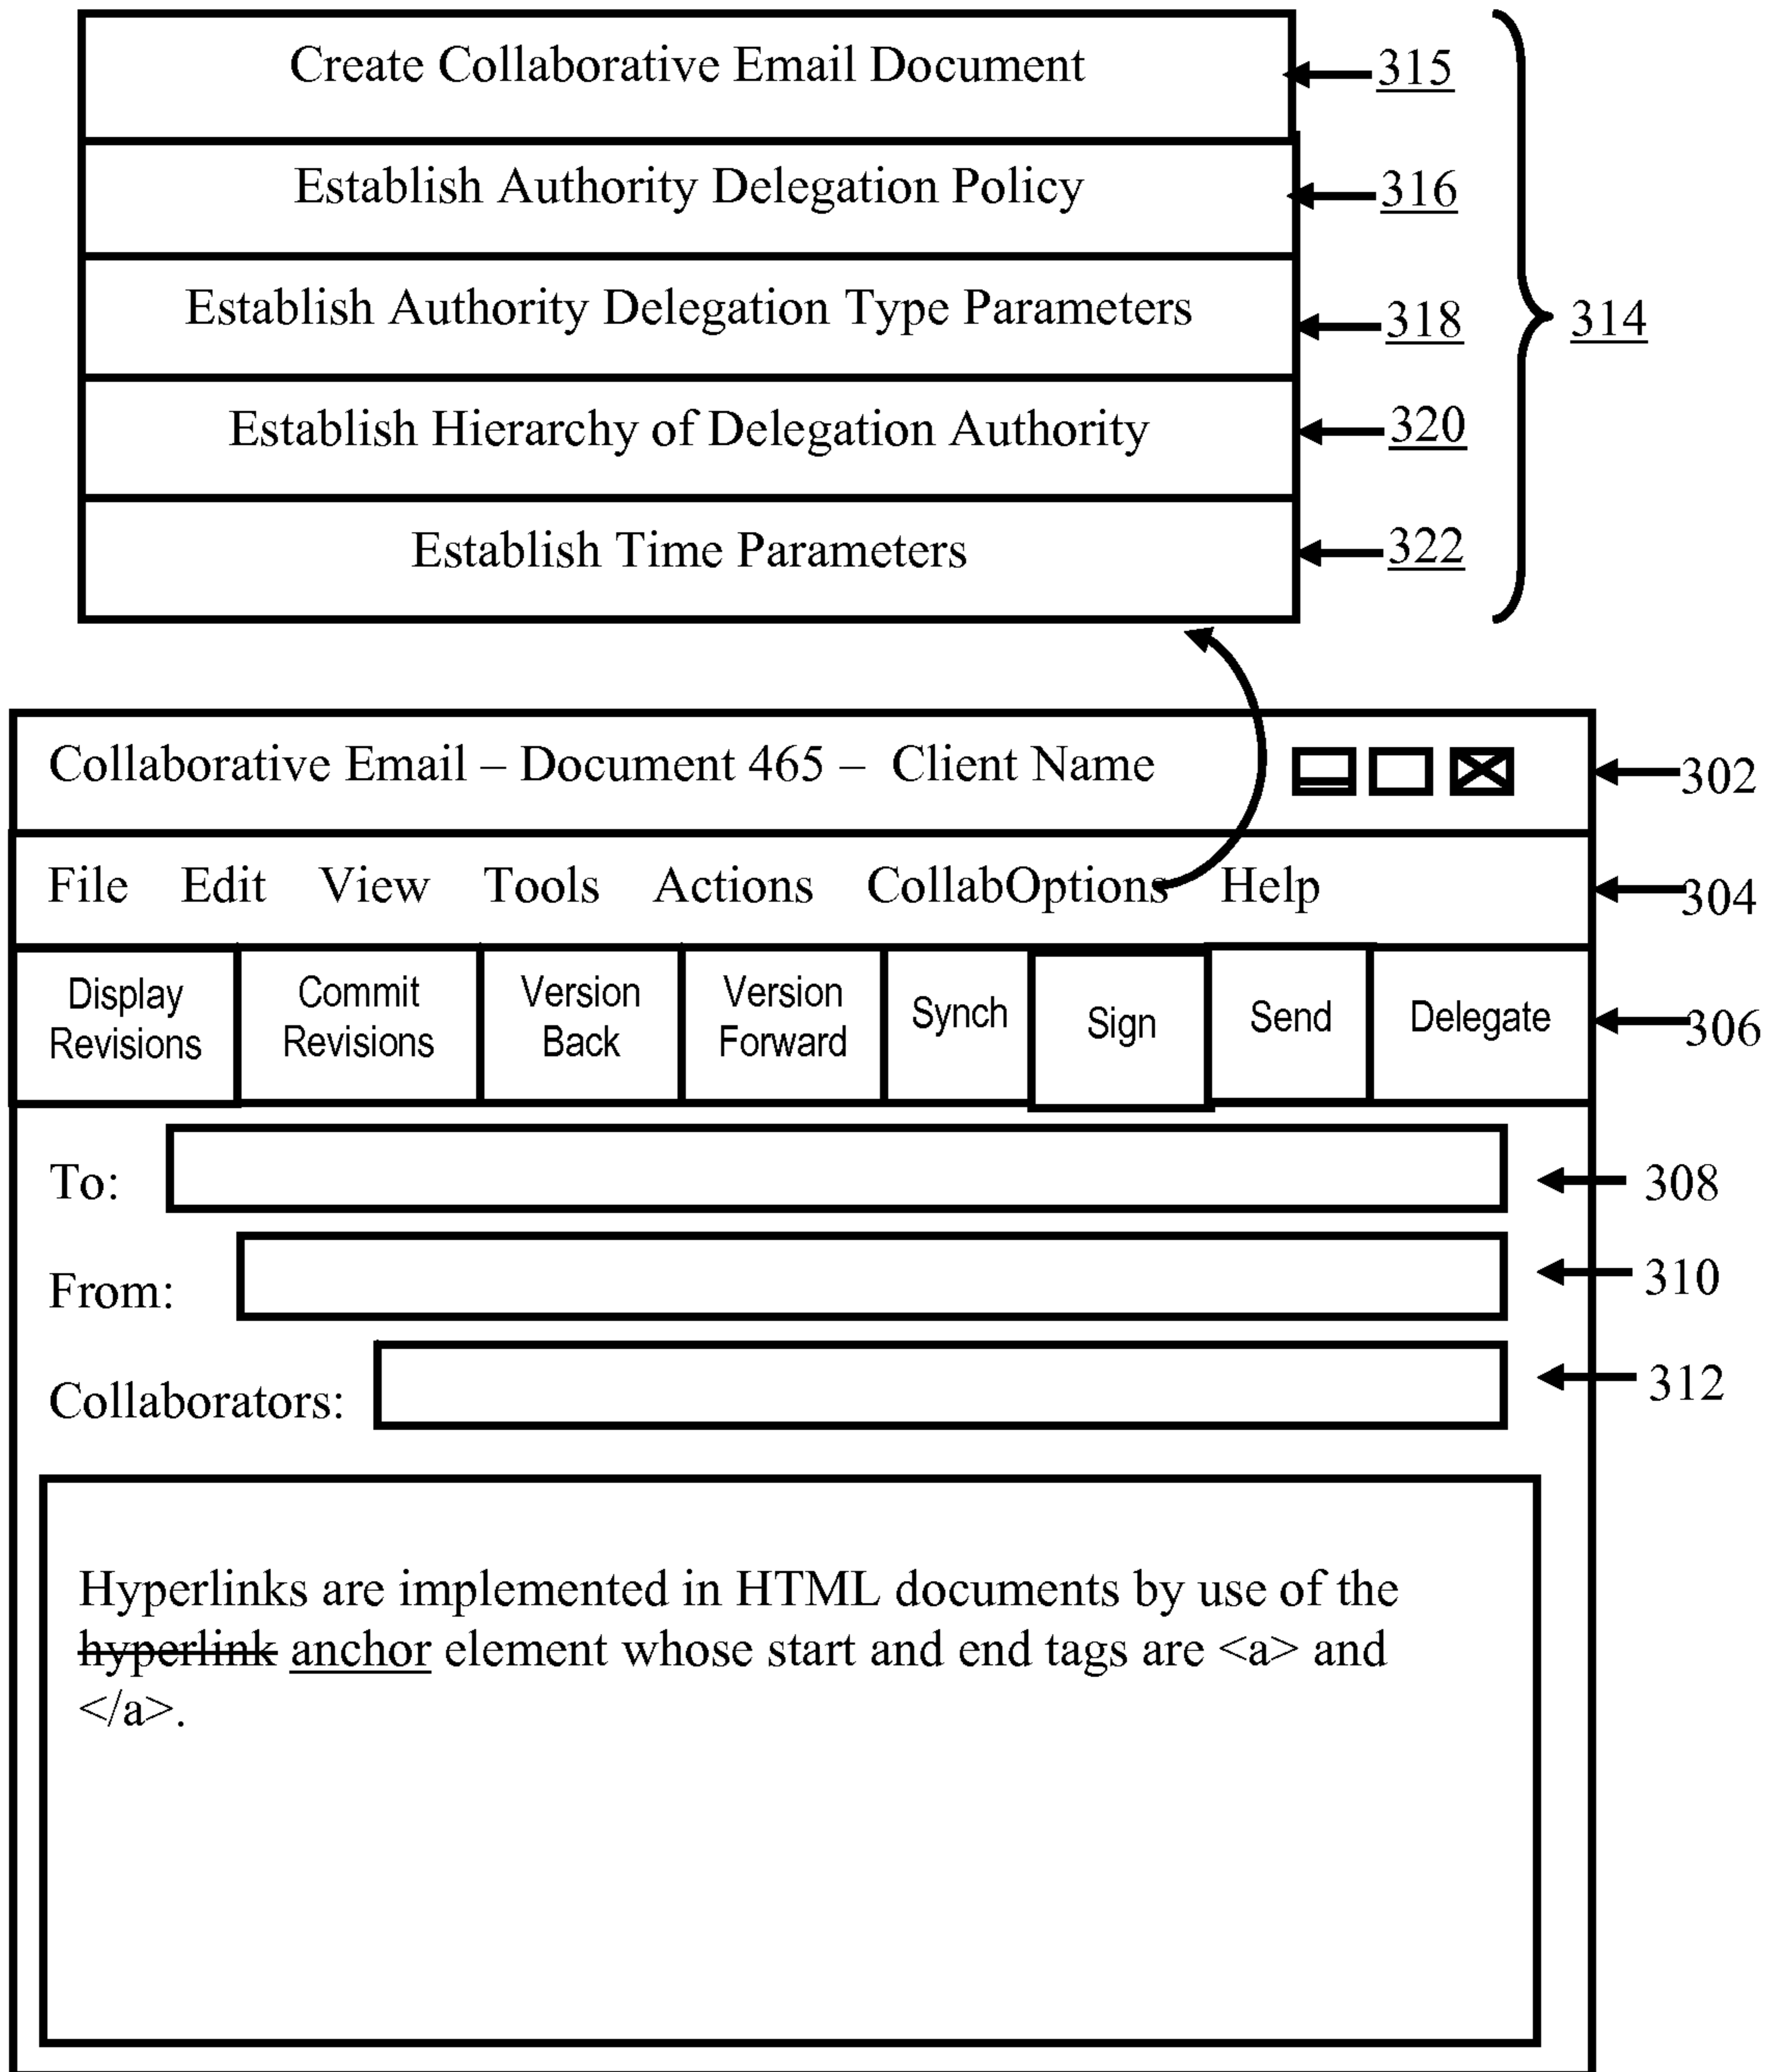 Create Collaborative Email Document 315
Establish Authority Delegation Policy 316
Establish Authority Delegation Type Parameters 318
314
Establish Hierarchy of Delegation Authority 320
Establish Time Parameters 322
Collaborative Email – Document 465 – Client Name 302
File Edit View Tools Actions CollabOptions Help 304
Display Revisions
Commit Revisions
Version Back
Version Forward
Synch
Sign
Send
Delegate
306
To: 308
From: 310
Collaborators: 312
Hyperlinks are implemented in HTML documents by use of the
hyperlink anchor element whose start and end tags are <a> and
</a>.